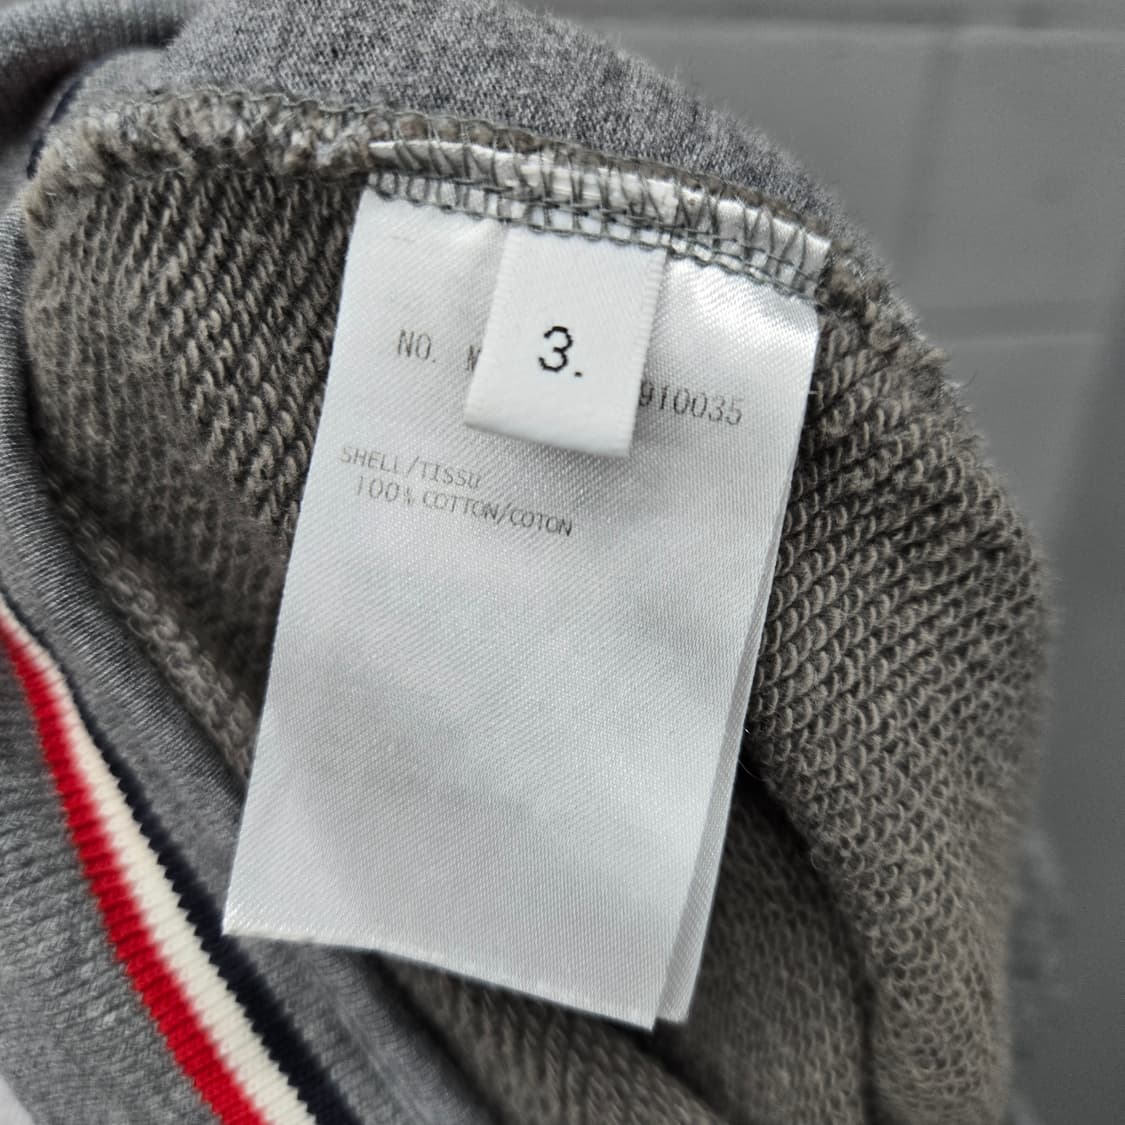 3.
NO. 910035
SHELL/TISSU
100% COTTON/COTON